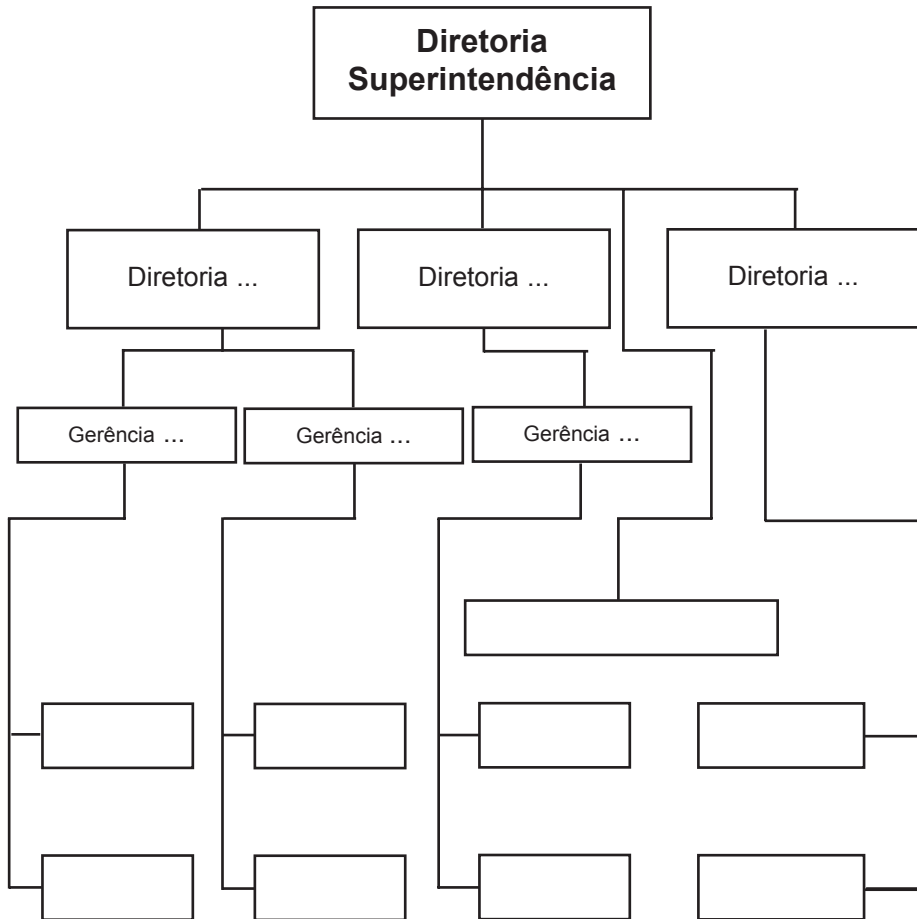 Diretoria
Superintendência
Diretoria ...
Diretoria ...
Diretoria ...
Gerência ...
Gerência ...
Gerência ...